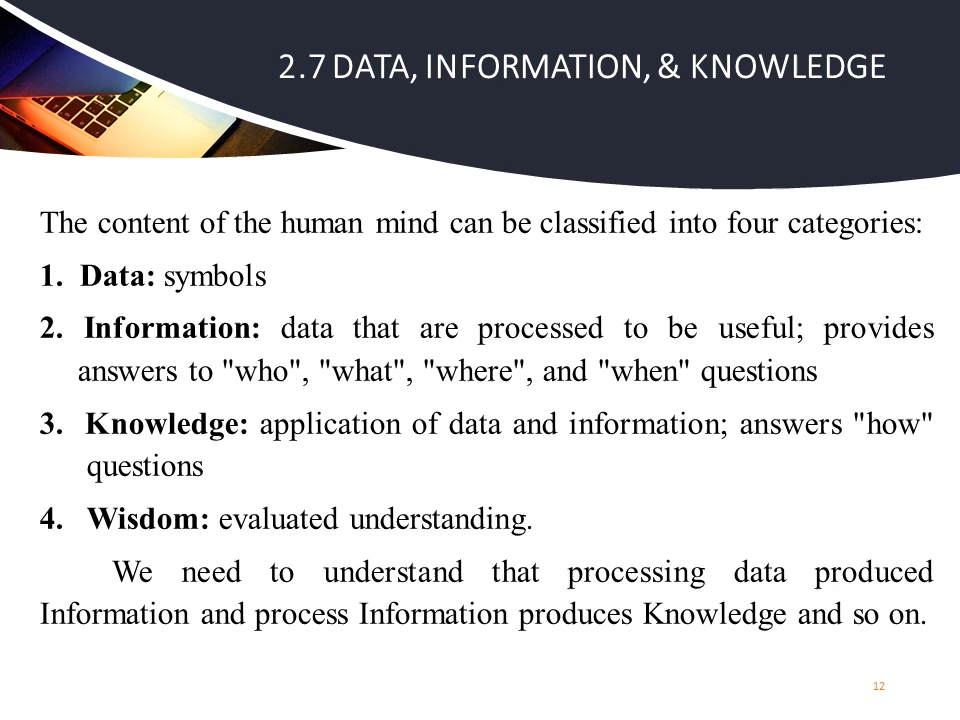 2.7 DATA, INFORMATION, & KNOWLEDGE
The content of the human mind can be classified into four categories:
1. Data: symbols
2. Information: data that are processed to be useful; provides
answers to "who", "what", "where", and "when" questions
3. Knowledge: application of data and information; answers "how"
questions
4. Wisdom: evaluated understanding.
We need to understand that processing data produced
Information and process Information produces Knowledge and so on.
12